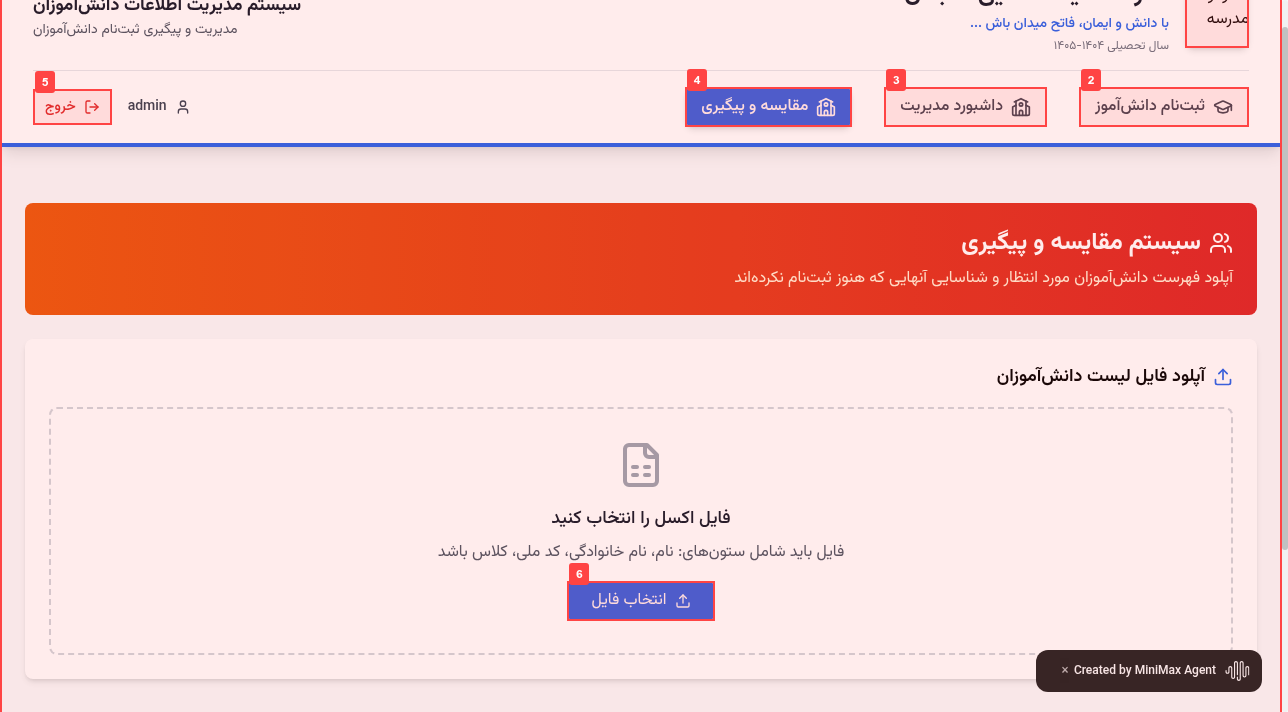 سیستم مدیریت اطلاعات دانش‌آموزان
مدیریت و پیگیری ثبت‌نام دانش‌آموزان
مدرسه
با دانش و ایمان، فاتح میدان باش ...
سال تحصیلی ۱۴۰۴-۱۴۰۵
2
ثبت‌نام دانش‌آموز
3
داشبورد مدیریت
4
مقایسه و پیگیری
admin
5
خروج
سیستم مقایسه و پیگیری
آپلود فهرست دانش‌آموزان مورد انتظار و شناسایی آنهایی که هنوز ثبت‌نام نکرده‌اند
آپلود فایل لیست دانش‌آموزان
فایل اکسل را انتخاب کنید
فایل باید شامل ستون‌های: نام، نام خانوادگی، کد ملی، کلاس باشد
6
انتخاب فایل
× Created by MiniMax Agent